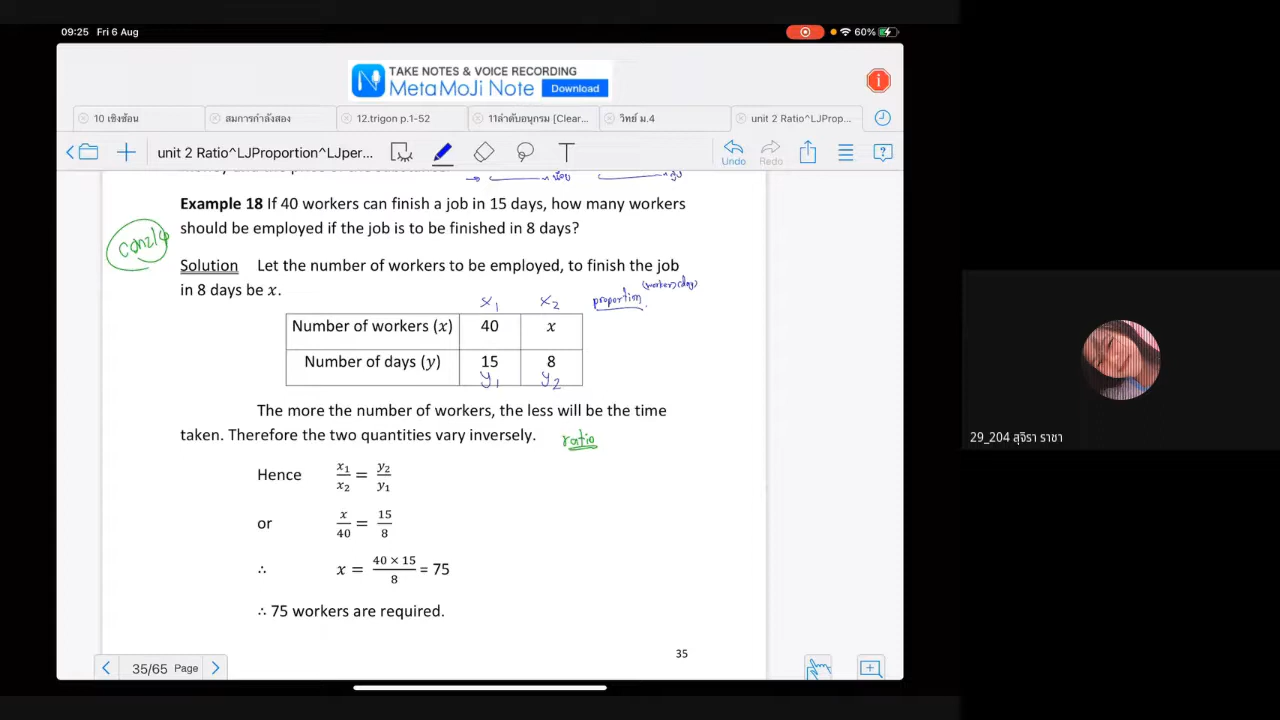 09:25 Fri 6 Aug
60%
TAKE NOTES & VOICE RECORDING
MetaMoJi Note Download
10 เชิงซ้อน
สมการกำลังสอง
12.trigon p.1-52
11ลำดับอนุกรม [Clear...
วิทย์ ม.4
unit 2 Ratio^LJProp...
unit 2 Ratio^LJProportion^LJper...
Undo
Redo
Example 18 If 40 workers can finish a job in 15 days, how many workers
should be employed if the job is to be finished in 8 days?
Solution Let the number of workers to be employed, to finish the job
in 8 days be x.
x₁ x₂ proportion (worker)(day)
Number of workers (x) 40 x
Number of days (y) 15 8
y₁ y₂
The more the number of workers, the less will be the time
taken. Therefore the two quantities vary inversely. ratio
Hence x₁/x₂ = y₂/y₁
or x/40 = 15/8
∴ x = 40 × 15/8 = 75
∴ 75 workers are required.
35
35/65 Page
29_204 สุจิรา ราชา